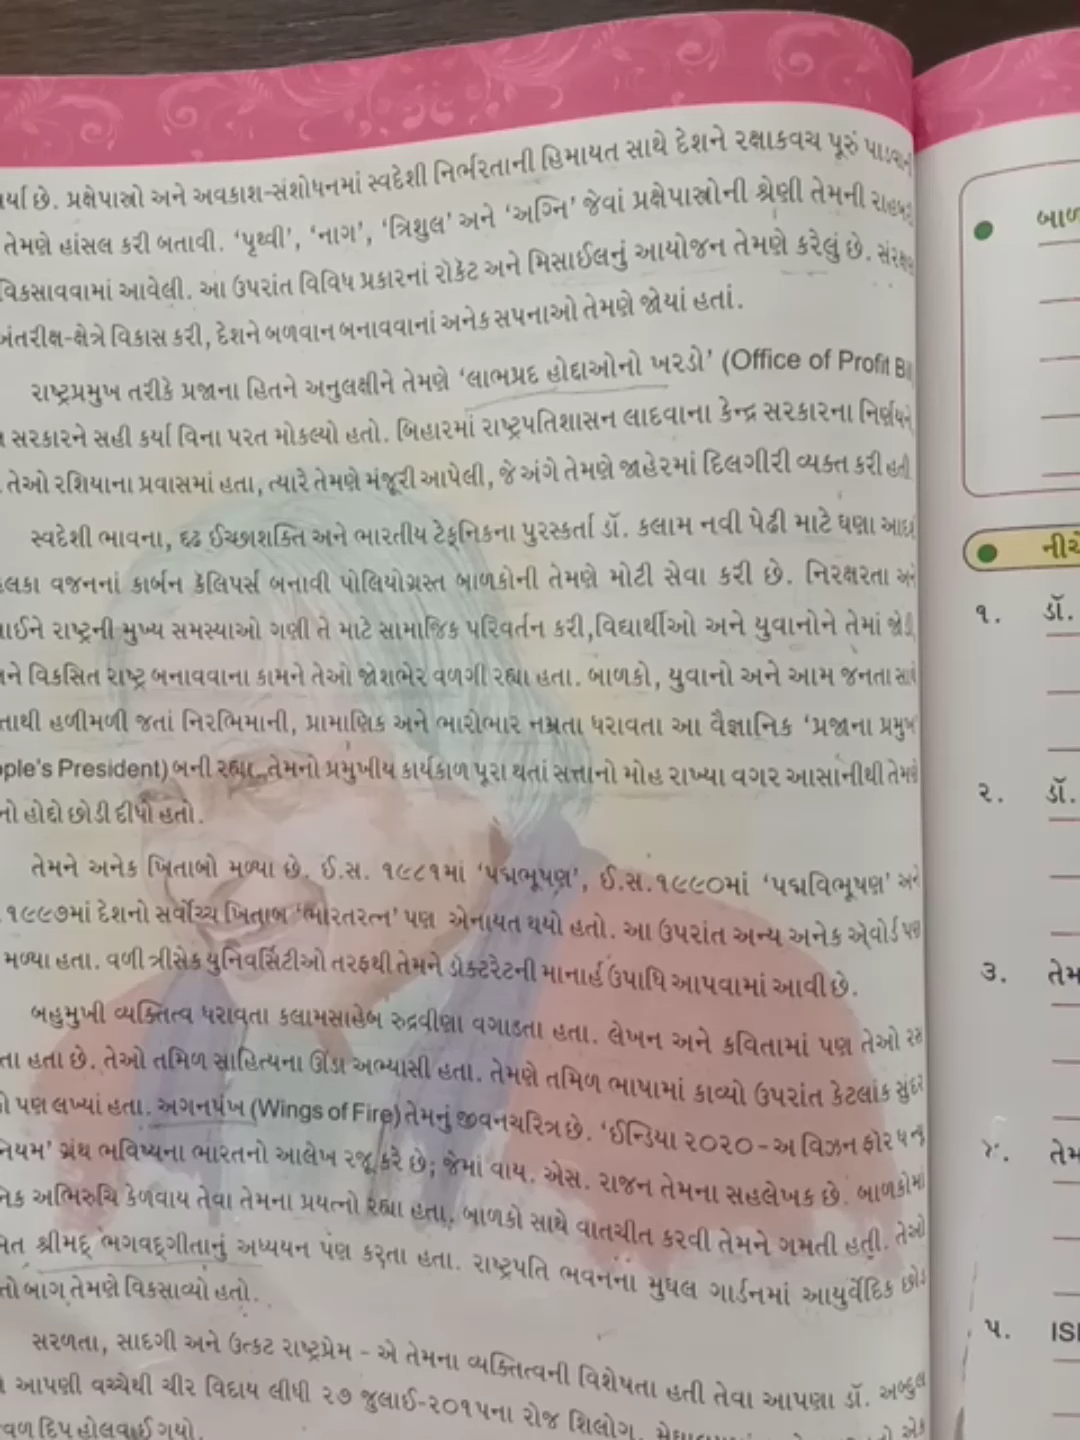 ર્યા છે. પ્રક્ષેપાસ્ત્રો અને અવકાશ-સંશોધનમાં સ્વદેશી નિર્ભરતાની હિમાયત સાથે દેશને રક્ષાકવચ પૂરું
તેમણે હાંસલ કરી બતાવી. ‘પૃથ્વી’, ‘નાગ’, ‘ત્રિશુલ’ અને ‘અગ્નિ’ જેવાં પ્રક્ષેપાસ્ત્રોની શ્રેણી તેમની
વિકસાવવામાં આવેલી. આ ઉપરાંત વિવિધ પ્રકારનાં રોકેટ અને મિસાઈલનું આયોજન તેમણે કરેલું છે.
અંતરીક્ષ-ક્ષેત્રે વિકાસ કરી, દેશને બળવાન બનાવવાનાં અનેક સપનાઓ તેમણે જોયાં હતાં.
રાષ્ટ્રપ્રમુખ તરીકે પ્રજાના હિતને અનુલક્ષીને તેમણે ‘લાભપ્રદ હોદ્દાઓનો ખરડો’ (Office of Profit
સરકારને સહી કર્યા વિના પરત મોકલ્યો હતો. બિહારમાં રાષ્ટ્રપતિશાસન લાદવાના કેન્દ્ર સરકારના
તેઓ રશિયાના પ્રવાસમાં હતા, ત્યારે તેમણે મંજૂરી આપેલી, જે અંગે તેમણે જાહેરમાં દિલગીરી વ્યક્ત કરી હતી.
સ્વદેશી ભાવના, દૃઢ ઈચ્છાશક્તિ અને ભારતીય ટેક્નિકના પુરસ્કર્તા ડૉ. કલામ નવી પેઢી માટે ઘણા
લકા વજનનાં કાર્બન કેલિપર્સ બનાવી પોલિયોગ્રસ્ત બાળકોની તેમણે મોટી સેવા કરી છે. નિરક્ષરતા અને
ાઈને રાષ્ટ્રની મુખ્ય સમસ્યાઓ ગણી તે માટે સામાજિક પરિવર્તન કરી,વિદ્યાર્થીઓ અને યુવાનોને તેમાં જોડી,
ને વિકસિત રાષ્ટ્ર બનાવવાના કામને તેઓ જોશભેર વળગી રહ્યા હતા. બાળકો, યુવાનો અને આમ જનતા સાથે
તાથી હળીમળી જતાં નિરભિમાની, પ્રામાણિક અને ભારોભાર નમ્રતા ધરાવતા આ વૈજ્ઞાનિક ‘પ્રજાના પ્રમુખ’
ople's President) બની રહ્યા. તેમનો પ્રમુખીય કાર્યકાળ પૂરા થતાં સત્તાનો મોહ રાખ્યા વગર આસાનીથી તેમણે
નો હોદ્દો છોડી દીધો હતો.
તેમને અનેક ખિતાબો મળ્યા છે. ઈ.સ. ૧૯૮૧માં ‘પદ્મભૂષણ’, ઈ.સ.૧૯૯૦માં ‘પદ્મવિભૂષણ’ અને
૧૯૯૭માં દેશનો સર્વોચ્ચ ખિતાબ ‘ભારતરત્ન’ પણ એનાયત થયો હતો. આ ઉપરાંત અન્ય અનેક એવોર્ડ પણ
મળ્યા હતા. વળી ત્રીસેક યુનિવર્સિટીઓ તરફથી તેમને ડૉક્ટરેટની માનાર્હ ઉપાધિ આપવામાં આવી છે.
બહુમુખી વ્યક્તિત્વ ધરાવતા કલામસાહેબ રુદ્રવીણા વગાડતા હતા. લેખન અને કવિતામાં પણ તેઓ રસ
તા હતા છે. તેઓ તમિળ સાહિત્યના ઊંડા અભ્યાસી હતા. તેમણે તમિળ ભાષામાં કાવ્યો ઉપરાંત કેટલાંક સુંદર
પણ લખ્યાં હતા. અગનપંખ (Wings of Fire) તેમનું જીવનચરિત્ર છે. ‘ઈન્ડિયા ૨૦૨૦-અ વિઝન ફૉર
નિયમ’ ગ્રંથ ભવિષ્યના ભારતનો આલેખ રજૂ કરે છે; જેમાં વાય. એસ. રાજન તેમના સહલેખક છે. બાળકોમાં
નિક અભિરુચિ કેળવાય તેવા તેમના પ્રયત્નો રહ્યા હતા. બાળકો સાથે વાતચીત કરવી તેમને ગમતી હતી. તેઓ
મિત શ્રીમદ્ ભગવદ્ગીતાનું અધ્યયન પણ કરતા હતા. રાષ્ટ્રપતિ ભવનના મુઘલ ગાર્ડનમાં આયુર્વેદિક છોડ
તો બાગ તેમણે વિકસાવ્યો હતો.
સરળતા, સાદગી અને ઉત્કટ રાષ્ટ્રપ્રેમ – એ તેમના વ્યક્તિત્વની વિશેષતા હતી તેવા આપણા ડૉ. અબ્દુલ
આપણી વચ્ચેથી ચીર વિદાય લીધી ૨૭ જુલાઈ-૨૦૧૫ના રોજ શિલોંગ,
વળ દિપ હોલવાઈ ગયો.
બાળ
નીચે
૧. ડૉ.
૨. ડૉ.
૩. તેમ
૪. તેમ
૫. ISI